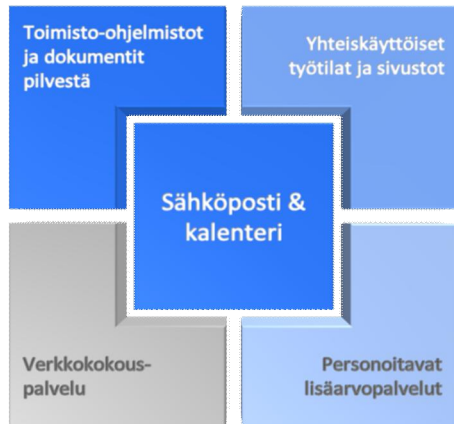 Toimisto-ohjelmistot
ja dokumentit
pilvestä
Yhteiskäyttöiset
työtilat ja sivustot
Sähköposti &
kalenteri
Verkkokokous-
palvelu
Personoitavat
lisäarvopalvelut